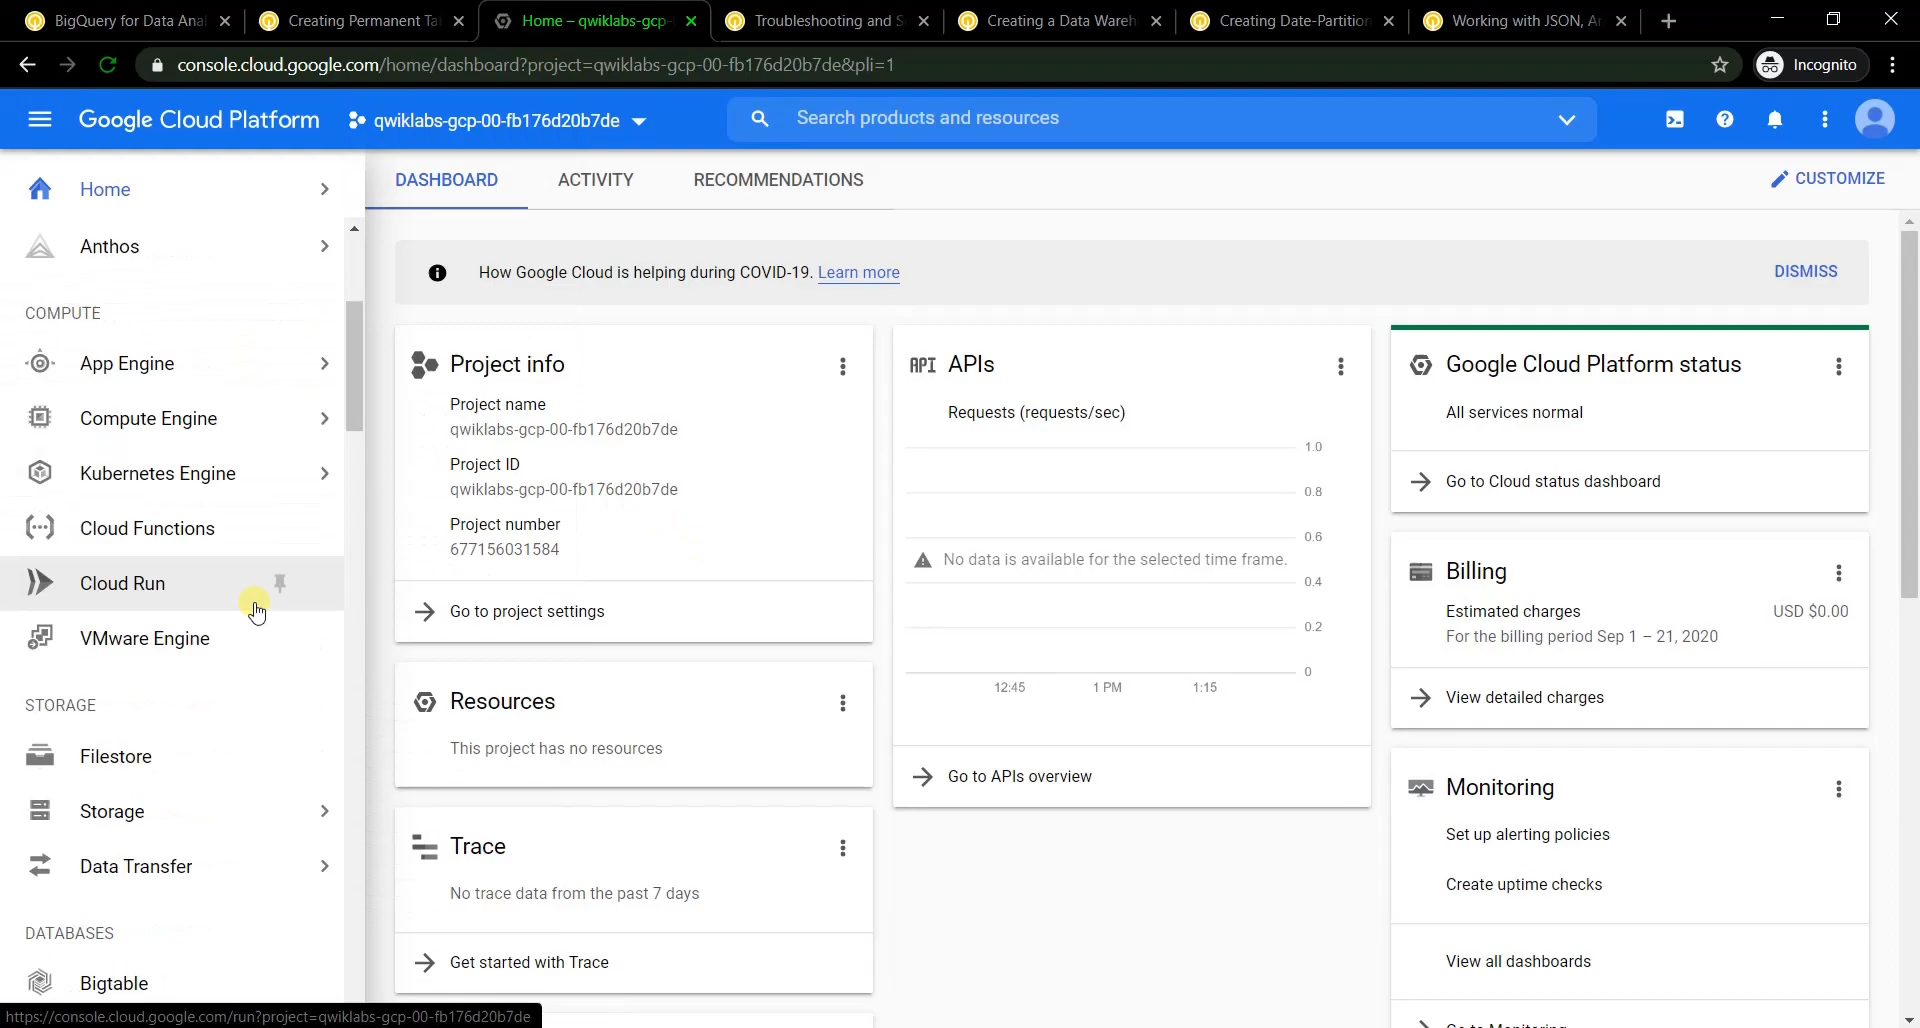 BigQuery for Data Anal
Creating Permanent Ta
Home – qwiklabs-gcp-
Troubleshooting and S
Creating a Data Wareh
Creating Date-Partition
Working with JSON, Ar
console.cloud.google.com/home/dashboard?project=qwiklabs-gcp-00-fb176d20b7de&pli=1
Incognito
Google Cloud Platform
qwiklabs-gcp-00-fb176d20b7de
Search products and resources
Home
Anthos
COMPUTE
App Engine
Compute Engine
Kubernetes Engine
Cloud Functions
Cloud Run
VMware Engine
STORAGE
Filestore
Storage
Data Transfer
DATABASES
Bigtable
https://console.cloud.google.com/run?project=qwiklabs-gcp-00-fb176d20b7de
DASHBOARD
ACTIVITY
RECOMMENDATIONS
CUSTOMIZE
How Google Cloud is helping during COVID-19. Learn more
DISMISS
Project info
Project name
qwiklabs-gcp-00-fb176d20b7de
Project ID
qwiklabs-gcp-00-fb176d20b7de
Project number
677156031584
Go to project settings
Resources
This project has no resources
Trace
No trace data from the past 7 days
Get started with Trace
API APIs
Requests (requests/sec)
1.0
0.8
0.6
No data is available for the selected time frame.
0.4
0.2
0
12:45
1 PM
1:15
Go to APIs overview
Google Cloud Platform status
All services normal
Go to Cloud status dashboard
Billing
Estimated charges
USD $0.00
For the billing period Sep 1 – 21, 2020
View detailed charges
Monitoring
Set up alerting policies
Create uptime checks
View all dashboards
Go to Monitoring